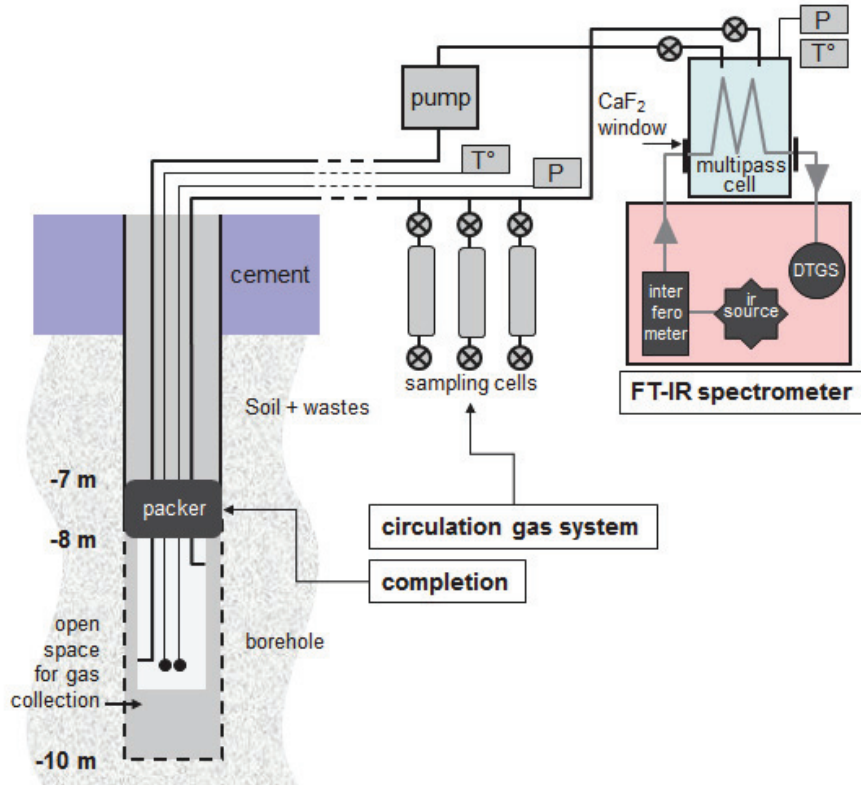 P
T°
pump
CaF₂
window
multipass
cell
T°
P
DTGS
inter
fero
meter
ir
source
cement
sampling cells
FT-IR spectrometer
Soil + wastes
-7 m
packer
circulation gas system
-8 m
completion
open
space
for gas
collection
borehole
-10 m